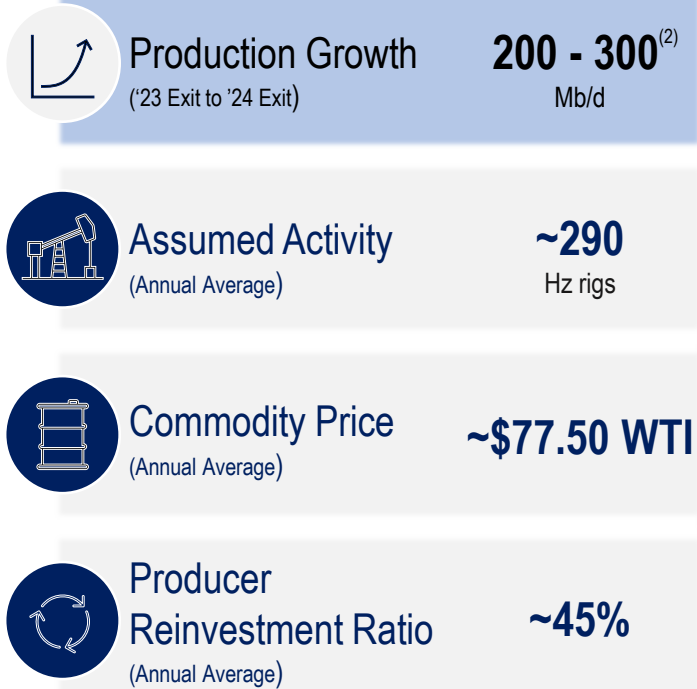 Production Growth
('23 Exit to '24 Exit)
200 - 300(2)
Mb/d
Assumed Activity
(Annual Average)
~290
Hz rigs
Commodity Price
(Annual Average)
~$77.50 WTI
Producer
Reinvestment Ratio
(Annual Average)
~45%